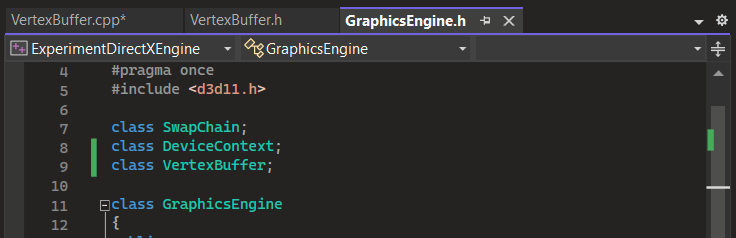 VertexBuffer.cpp* VertexBuffer.h GraphicsEngine.h
ExperimentDirectXEngine GraphicsEngine
4 #pragma once
5 #include <d3d11.h>
6
7 class SwapChain;
8 class DeviceContext;
9 class VertexBuffer;
10
11 class GraphicsEngine
12 {